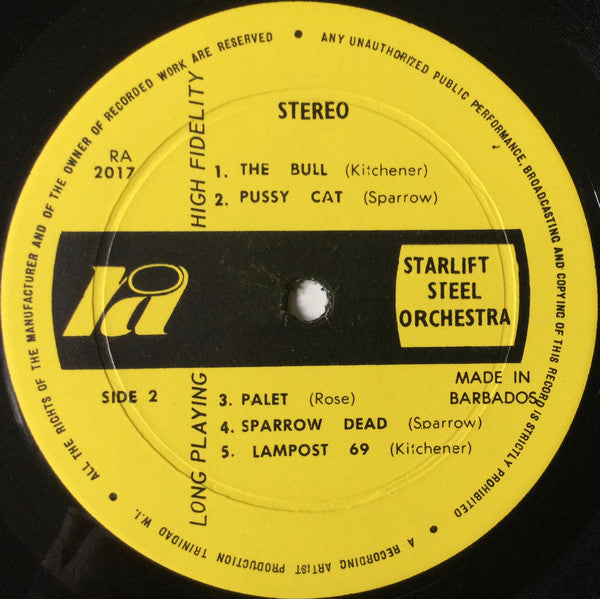 ALL THE RIGHTS OF THE MANUFACTURER AND OF THE OWNER OF RECORDED WORK ARE RESERVED • ANY UNAUTHORIZED PUBLIC PERFORMANCE, BROADCASTING AND COPYING OF THIS RECORD IS STRICTLY PROHIBITED •
STEREO
RA
2017
HIGH FIDELITY
1. THE BULL (Kitchener)
2. PUSSY CAT (Sparrow)
ra
STARLIFT
STEEL
ORCHESTRA
SIDE 2
LONG PLAYING
3. PALET (Rose)
4. SPARROW DEAD (Sparrow)
5. LAMPOST 69 (Kitchener)
MADE IN
BARBADOS
• A RECORDING ARTIST PRODUCTION TRINIDAD W.I. •